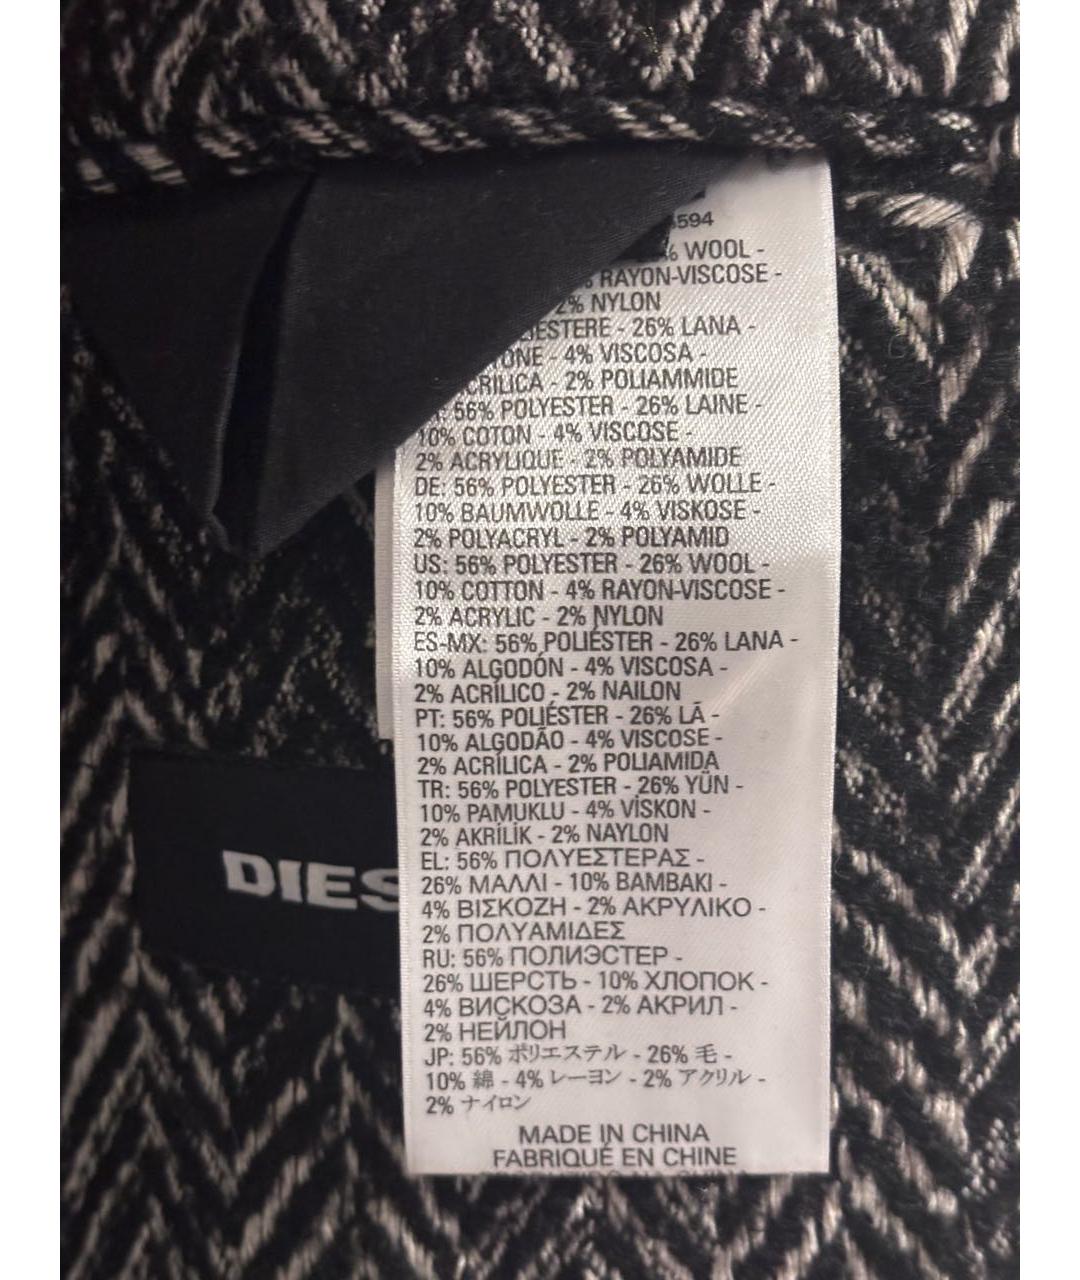 594
% WOOL -
% RAYON-VISCOSE -
2% NYLON
26% LANA -
- 4% VISCOSA -
2% POLIAMMIDE
56% POLYESTER - 26% LAINE -
10% COTON - 4% VISCOSE -
2% ACRYLIQUE - 2% POLYAMIDE
DE: 56% POLYESTER - 26% WOLLE -
10% BAUMWOLLE - 4% VISKOSE -
2% POLYACRYL - 2% POLYAMID
US: 56% POLYESTER - 26% WOOL -
10% COTTON - 4% RAYON-VISCOSE -
2% ACRYLIC - 2% NYLON
ES-MX: 56% POLIÉSTER - 26% LANA -
10% ALGODÓN - 4% VISCOSA -
2% ACRÍLICO - 2% NAILON
PT: 56% POLIÉSTER - 26% LÃ -
10% ALGODÃO - 4% VISCOSE -
2% ACRÍLICA - 2% POLIAMIDA
TR: 56% POLYESTER - 26% YÜN -
10% PAMUKLU - 4% VİSKON -
2% AKRİLİK - 2% NAYLON
EL: 56% ΠΟΛΥΕΣΤΕΡΑΣ -
26% ΜΑΛΛΙ - 10% ΒΑΜΒΑΚΙ -
4% ΒΙΣΚΟΖΗ - 2% ΑΚΡΥΛΙΚΟ -
2% ΠΟΛΥΑΜΙΔΕΣ
RU: 56% ПОЛИЭСТЕР -
26% ШЕРСТЬ - 10% ХЛОПОК -
4% ВИСКОЗА - 2% АКРИЛ -
2% НЕЙЛОН
JP: 56% ポリエステル - 26% 毛 -
10% 綿 - 4% レーヨン - 2% アクリル -
2% ナイロン
MADE IN CHINA
FABRIQUÉ EN CHINE
DIES